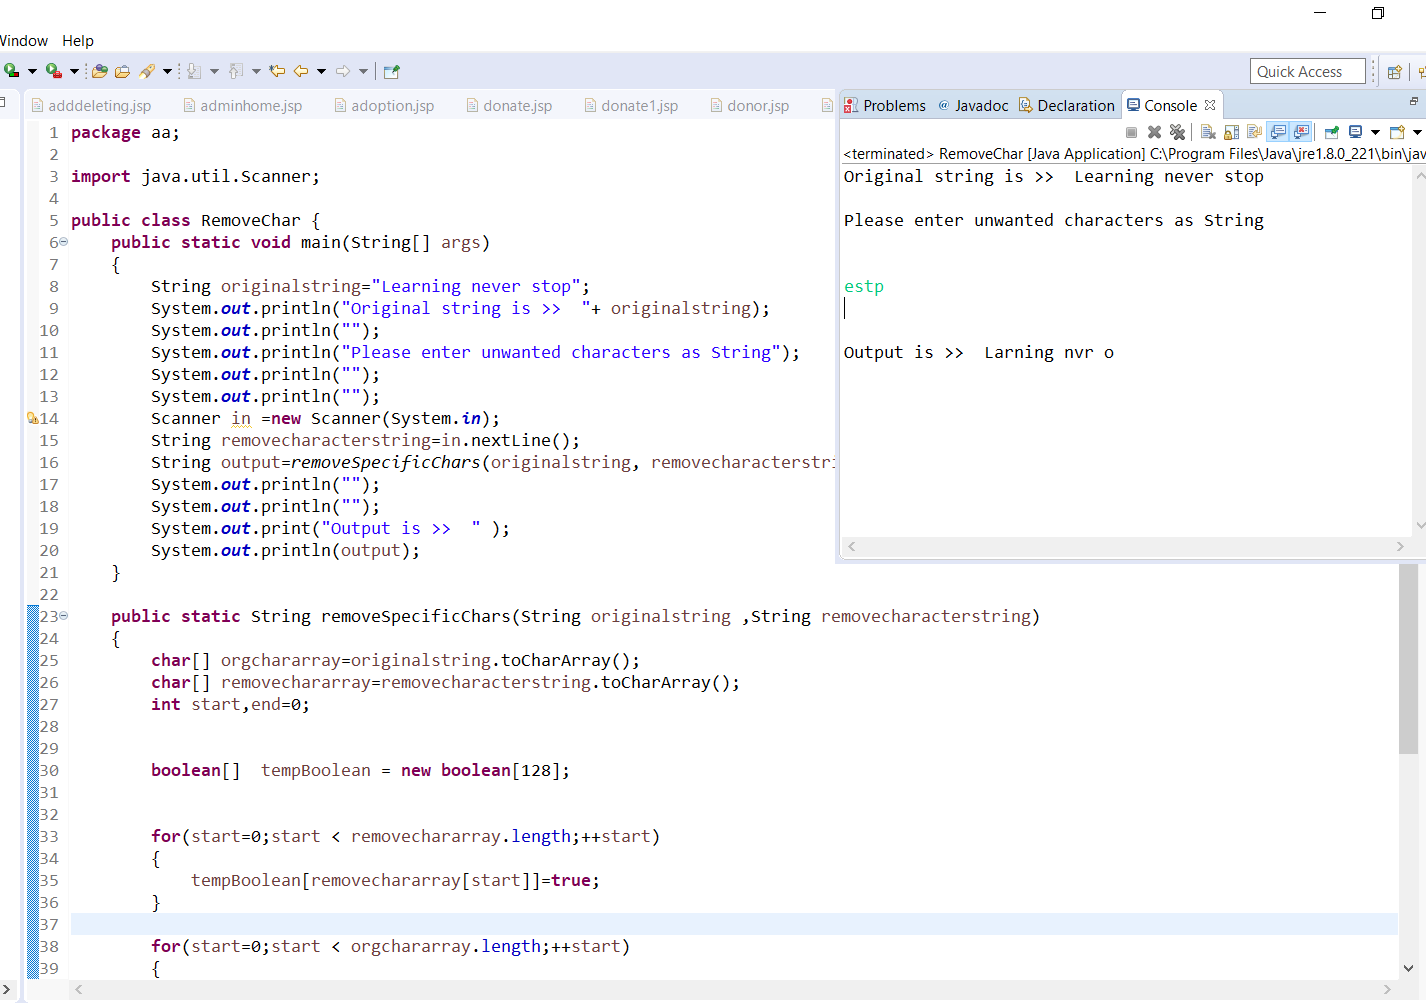 Window Help
Quick Access
adddeleting.jsp adminhome.jsp adoption.jsp donate.jsp donate1.jsp donor.jsp
1 package aa;
2
3 import java.util.Scanner;
4
5 public class RemoveChar {
6 public static void main(String[] args)
7 {
8 String originalstring="Learning never stop";
9 System.out.println("Original string is >>  "+ originalstring);
10 System.out.println("");
11 System.out.println("Please enter unwanted characters as String");
12 System.out.println("");
13 System.out.println("");
14 Scanner in =new Scanner(System.in);
15 String removecharacterstring=in.nextLine();
16 String output=removeSpecificChars(originalstring, removecharacterstri
17 System.out.println("");
18 System.out.println("");
19 System.out.print("Output is >>  " );
20 System.out.println(output);
21 }
22
23 public static String removeSpecificChars(String originalstring ,String removecharacterstring)
24 {
25 char[] orgchararray=originalstring.toCharArray();
26 char[] removechararray=removecharacterstring.toCharArray();
27 int start,end=0;
28
29
30 boolean[]  tempBoolean = new boolean[128];
31
32
33 for(start=0;start < removechararray.length;++start)
34 {
35 tempBoolean[removechararray[start]]=true;
36 }
37
38 for(start=0;start < orgchararray.length;++start)
39 {
Problems @ Javadoc Declaration Console
<terminated> RemoveChar [Java Application] C:\Program Files\Java\jre1.8.0_221\bin\jav
Original string is >>  Learning never stop
Please enter unwanted characters as String
estp
Output is >>  Larning nvr o